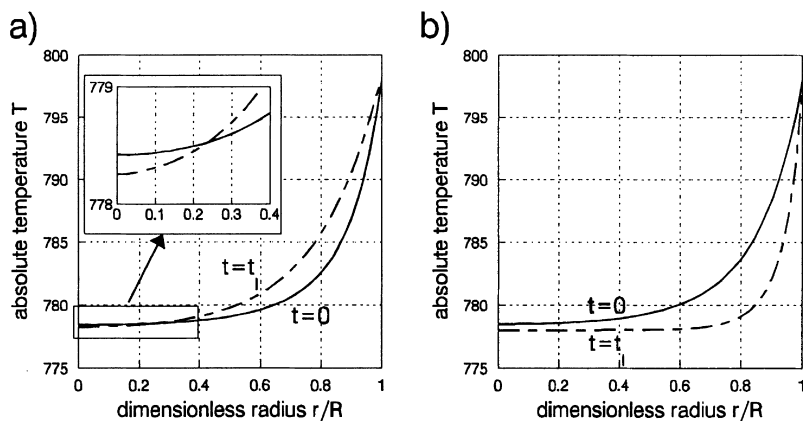 a)
absolute temperature T
800
795
790
785
780
775
779
778
0 0.1 0.2 0.3 0.4
t=t₁
t=0
0 0.2 0.4 0.6 0.8 1
dimensionless radius r/R
b)
absolute temperature T
800
795
790
785
780
775
t=0
t=t₁
0 0.2 0.4 0.6 0.8 1
dimensionless radius r/R